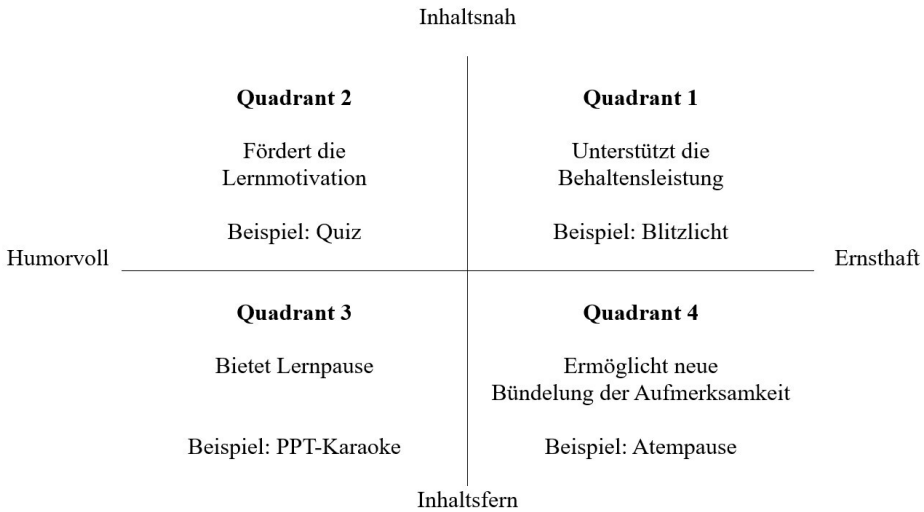 Inhaltsnah
Quadrant 2
Fördert die
Lernmotivation
Beispiel: Quiz
Quadrant 1
Unterstützt die
Behaltensleistung
Beispiel: Blitzlicht
Humorvoll
Ernsthaft
Quadrant 3
Bietet Lernpause
Beispiel: PPT-Karaoke
Quadrant 4
Ermöglicht neue
Bündelung der Aufmerksamkeit
Beispiel: Atempause
Inhaltsfern